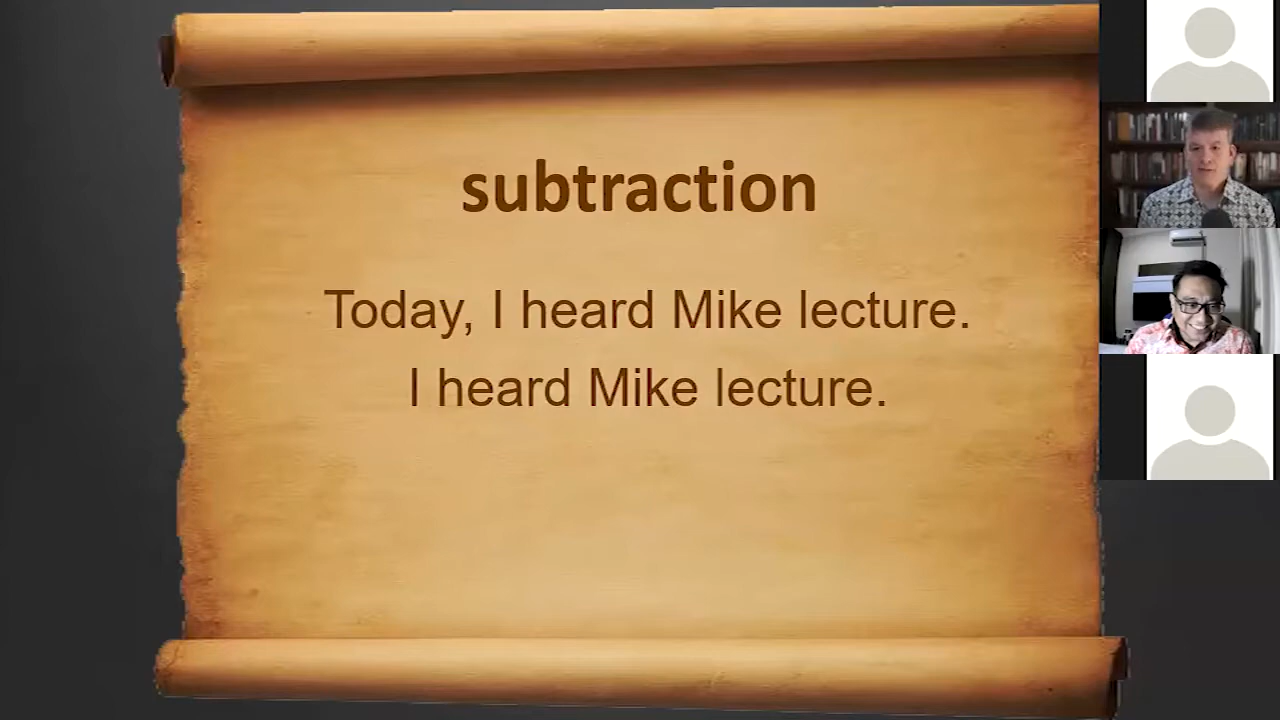 subtraction
Today, I heard Mike lecture.
I heard Mike lecture.